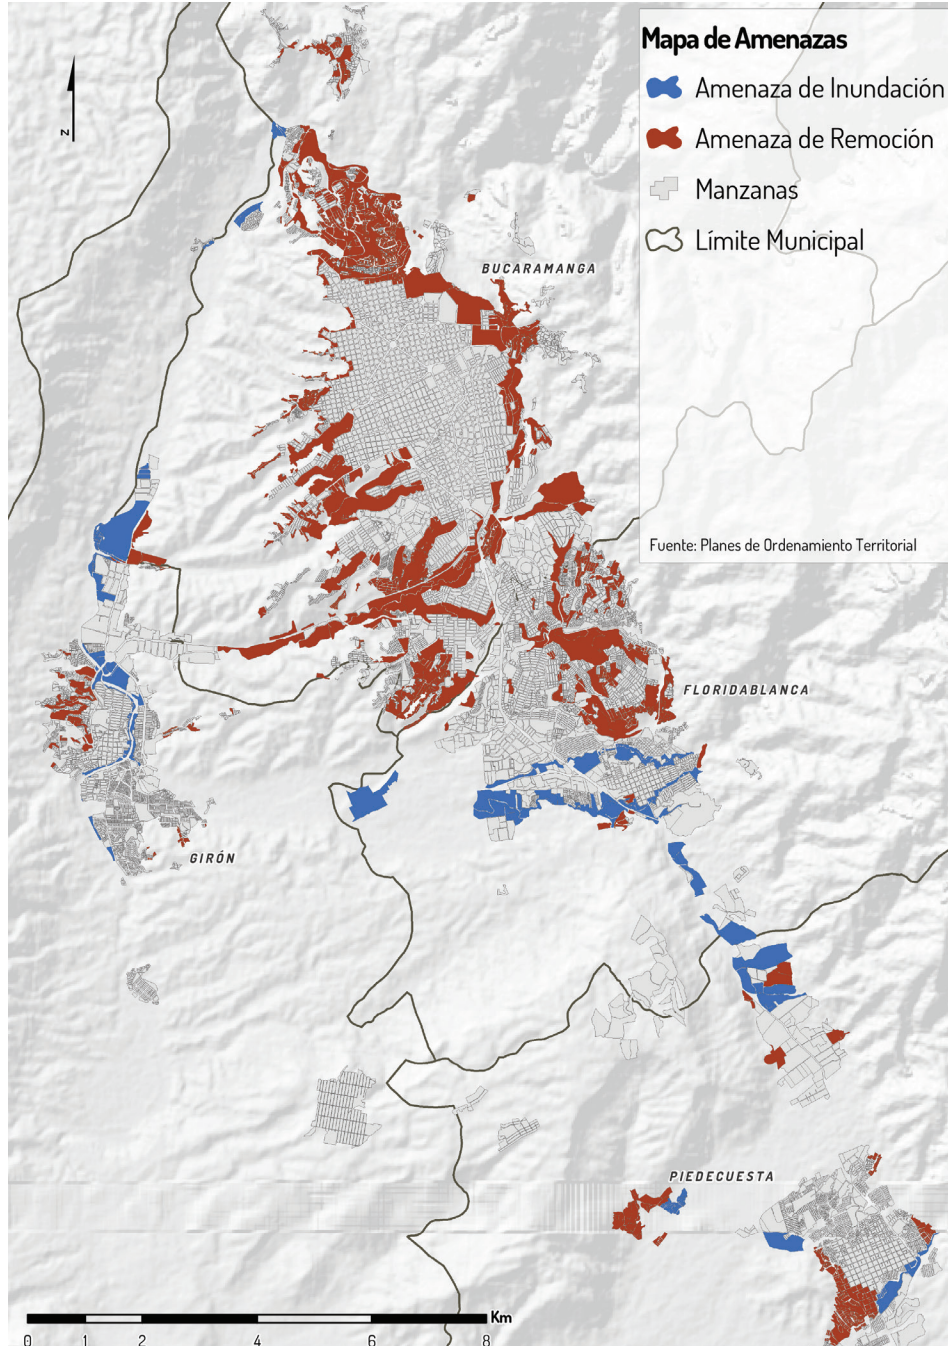 Mapa de Amenazas
Amenaza de Inundación
Amenaza de Remoción
Manzanas
Límite Municipal
Fuente: Planes de Ordenamiento Territorial
N
BUCARAMANGA
FLORIDABLANCA
GIRÓN
PIEDECUESTA
Km
0 1 2 4 6 8